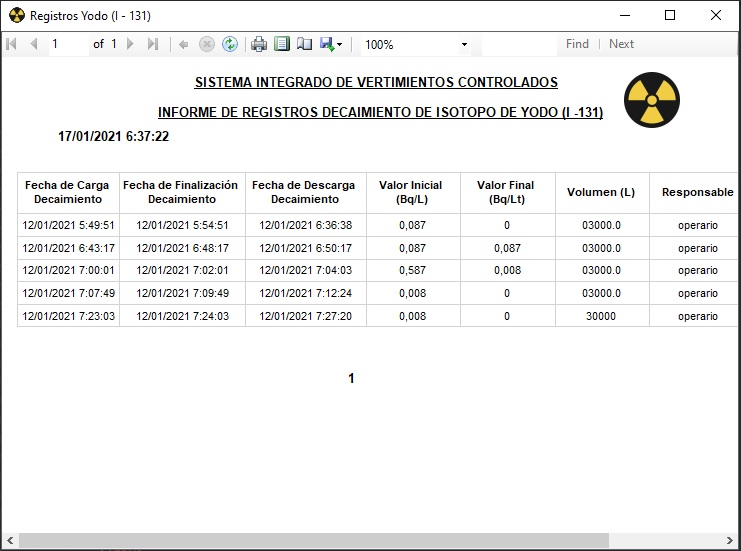 Registros Yodo (I - 131)
1 of 1 100% Find | Next
SISTEMA INTEGRADO DE VERTIMIENTOS CONTROLADOS
INFORME DE REGISTROS DECAIMIENTO DE ISOTOPO DE YODO (I -131)
17/01/2021 6:37:22
Fecha de Carga Decaimiento Fecha de Finalización Decaimiento Fecha de Descarga Decaimiento Valor Inicial (Bq/L) Valor Final (Bq/Lt) Volumen (L) Responsable
12/01/2021 5:49:51 12/01/2021 5:54:51 12/01/2021 6:36:38 0,087 0 03000.0 operario
12/01/2021 6:43:17 12/01/2021 6:48:17 12/01/2021 6:50:17 0,087 0,087 03000.0 operario
12/01/2021 7:00:01 12/01/2021 7:02:01 12/01/2021 7:04:03 0,587 0,008 03000.0 operario
12/01/2021 7:07:49 12/01/2021 7:09:49 12/01/2021 7:12:24 0,008 0 03000.0 operario
12/01/2021 7:23:03 12/01/2021 7:24:03 12/01/2021 7:27:20 0,008 0 30000 operario
1